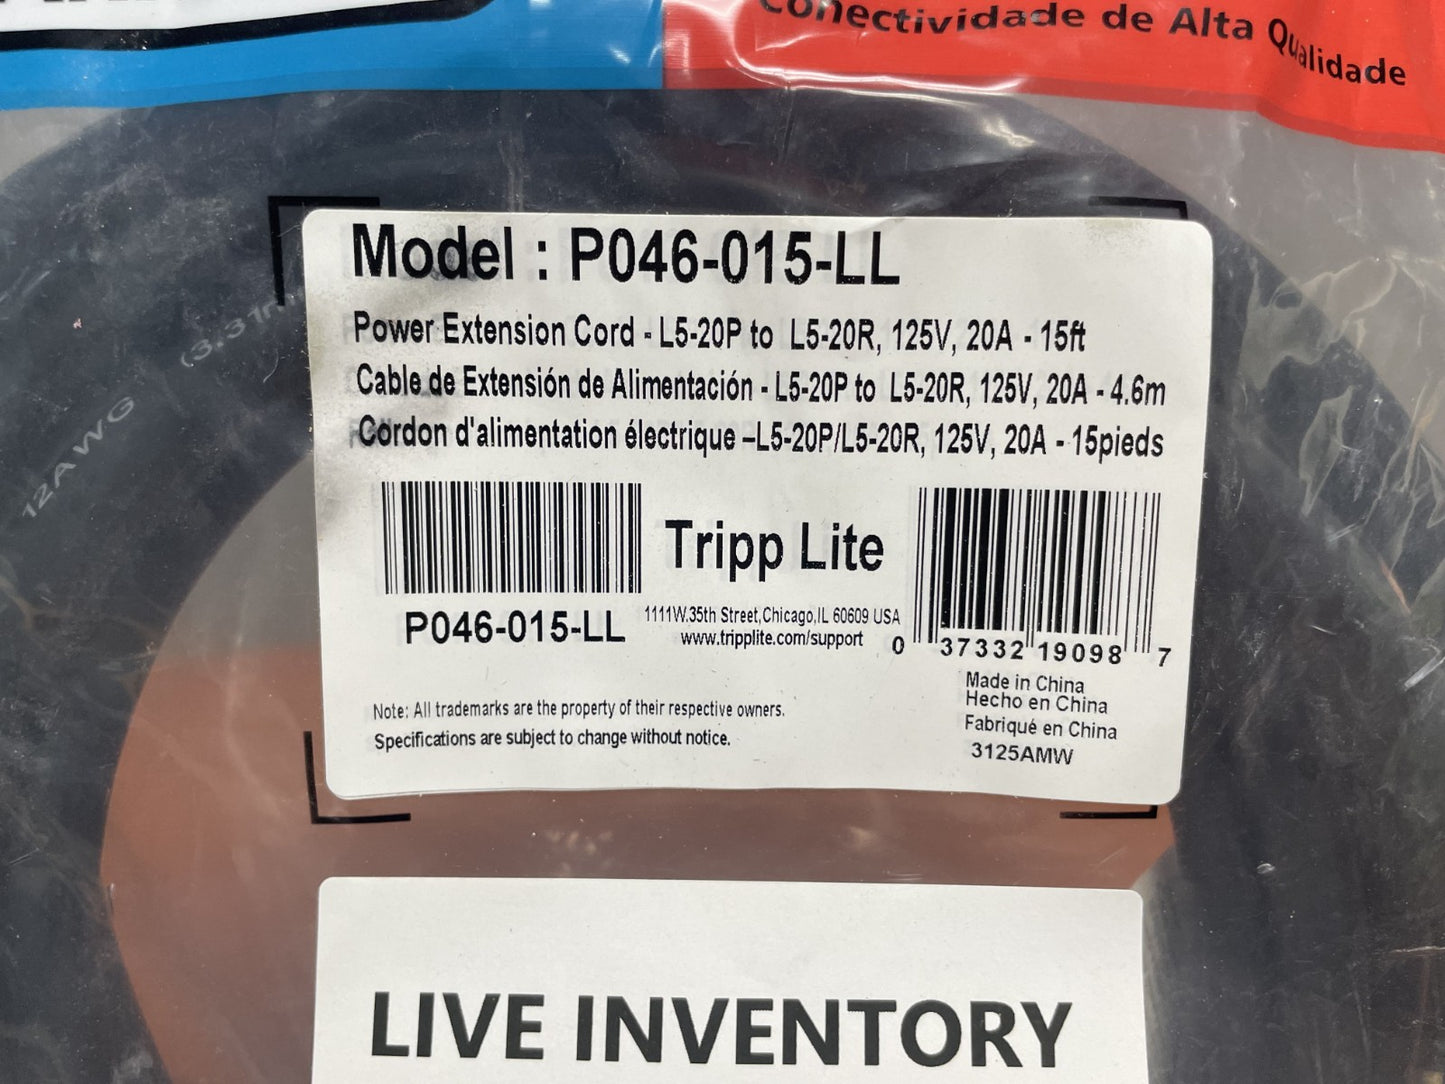 Conectividade de Alta Qualidade
Model : P046-015-LL
Power Extension Cord - L5-20P to L5-20R, 125V, 20A - 15ft
Cable de Extensión de Alimentación - L5-20P to L5-20R, 125V, 20A - 4.6m
Cordon d'alimentation électrique –L5-20P/L5-20R, 125V, 20A - 15pieds
Tripp Lite
P046-015-LL
1111W.35th Street,Chicago,IL 60609 USA
www.tripplite.com/support
0 37332 19098 7
Made in China
Hecho en China
Fabriqué en China
3125AMW
Note: All trademarks are the property of their respective owners.
Specifications are subject to change without notice.
12AWG
LIVE INVENTORY